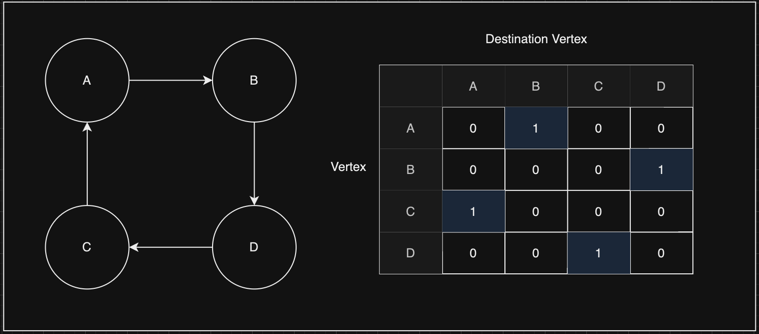 A
B
C
D
Destination Vertex
Vertex
A B C D
A 0 1 0 0
B 0 0 0 1
C 1 0 0 0
D 0 0 1 0